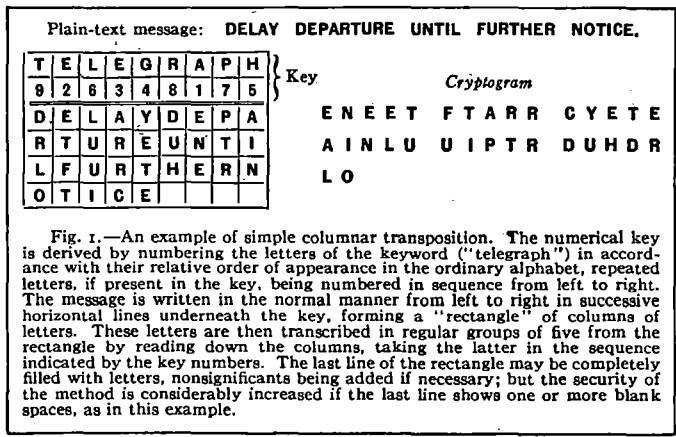 Plain-text message: DELAY DEPARTURE UNTIL FURTHER NOTICE.
T E L E G R A P H
9 2 6 3 4 8 1 7 5
Key
D E L A Y D E P A
R T U R E U N T I
L F U R T H E R N
O T I C E
Cryptogram
E N E E T F T A R R C Y E T E
A I N L U U I P T R D U H D R
L O
Fig. 1.—An example of simple columnar transposition. The numerical key
is derived by numbering the letters of the keyword ("telegraph") in accord-
ance with their relative order of appearance in the ordinary alphabet, repeated
letters, if present in the key, being numbered in sequence from left to right.
The message is written in the normal manner from left to right in successive
horizontal lines underneath the key, forming a "rectangle" of columns of
letters. These letters are then transcribed in regular groups of five from the
rectangle by reading down the columns, taking the latter in the sequence
indicated by the key numbers. The last line of the rectangle may be completely
filled with letters, nonsignificants being added if necessary; but the security of
the method is considerably increased if the last line shows one or more blank
spaces, as in this example.